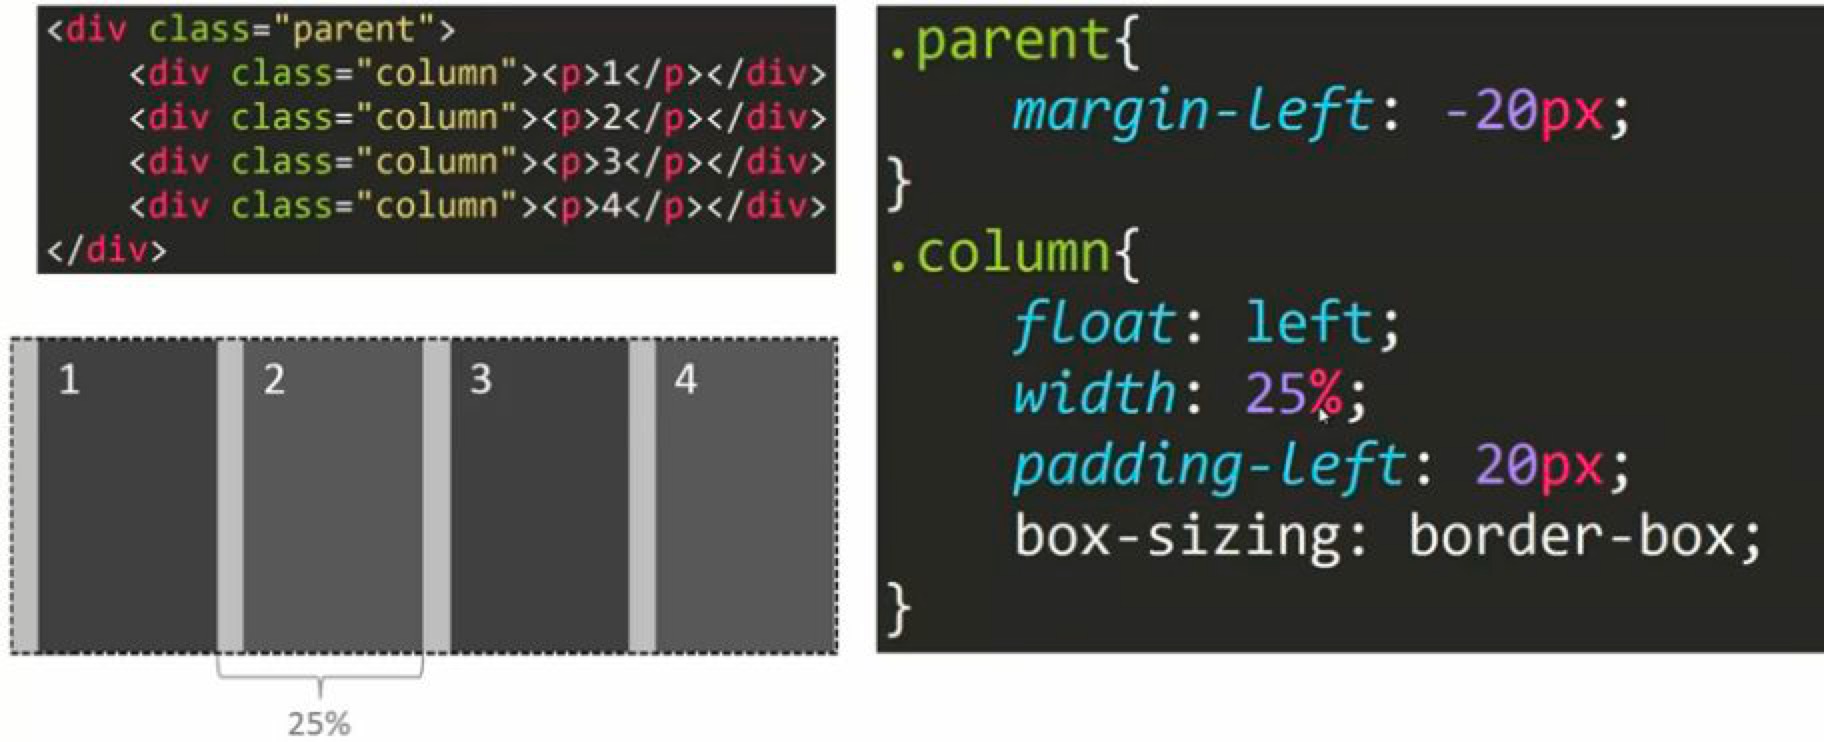 <div class="parent">
    <div class="column"><p>1</p></div>
    <div class="column"><p>2</p></div>
    <div class="column"><p>3</p></div>
    <div class="column"><p>4</p></div>
</div>
1 2 3 4
25%
.parent{
    margin-left: -20px;
}
.column{
    float: left;
    width: 25%;
    padding-left: 20px;
    box-sizing: border-box;
}